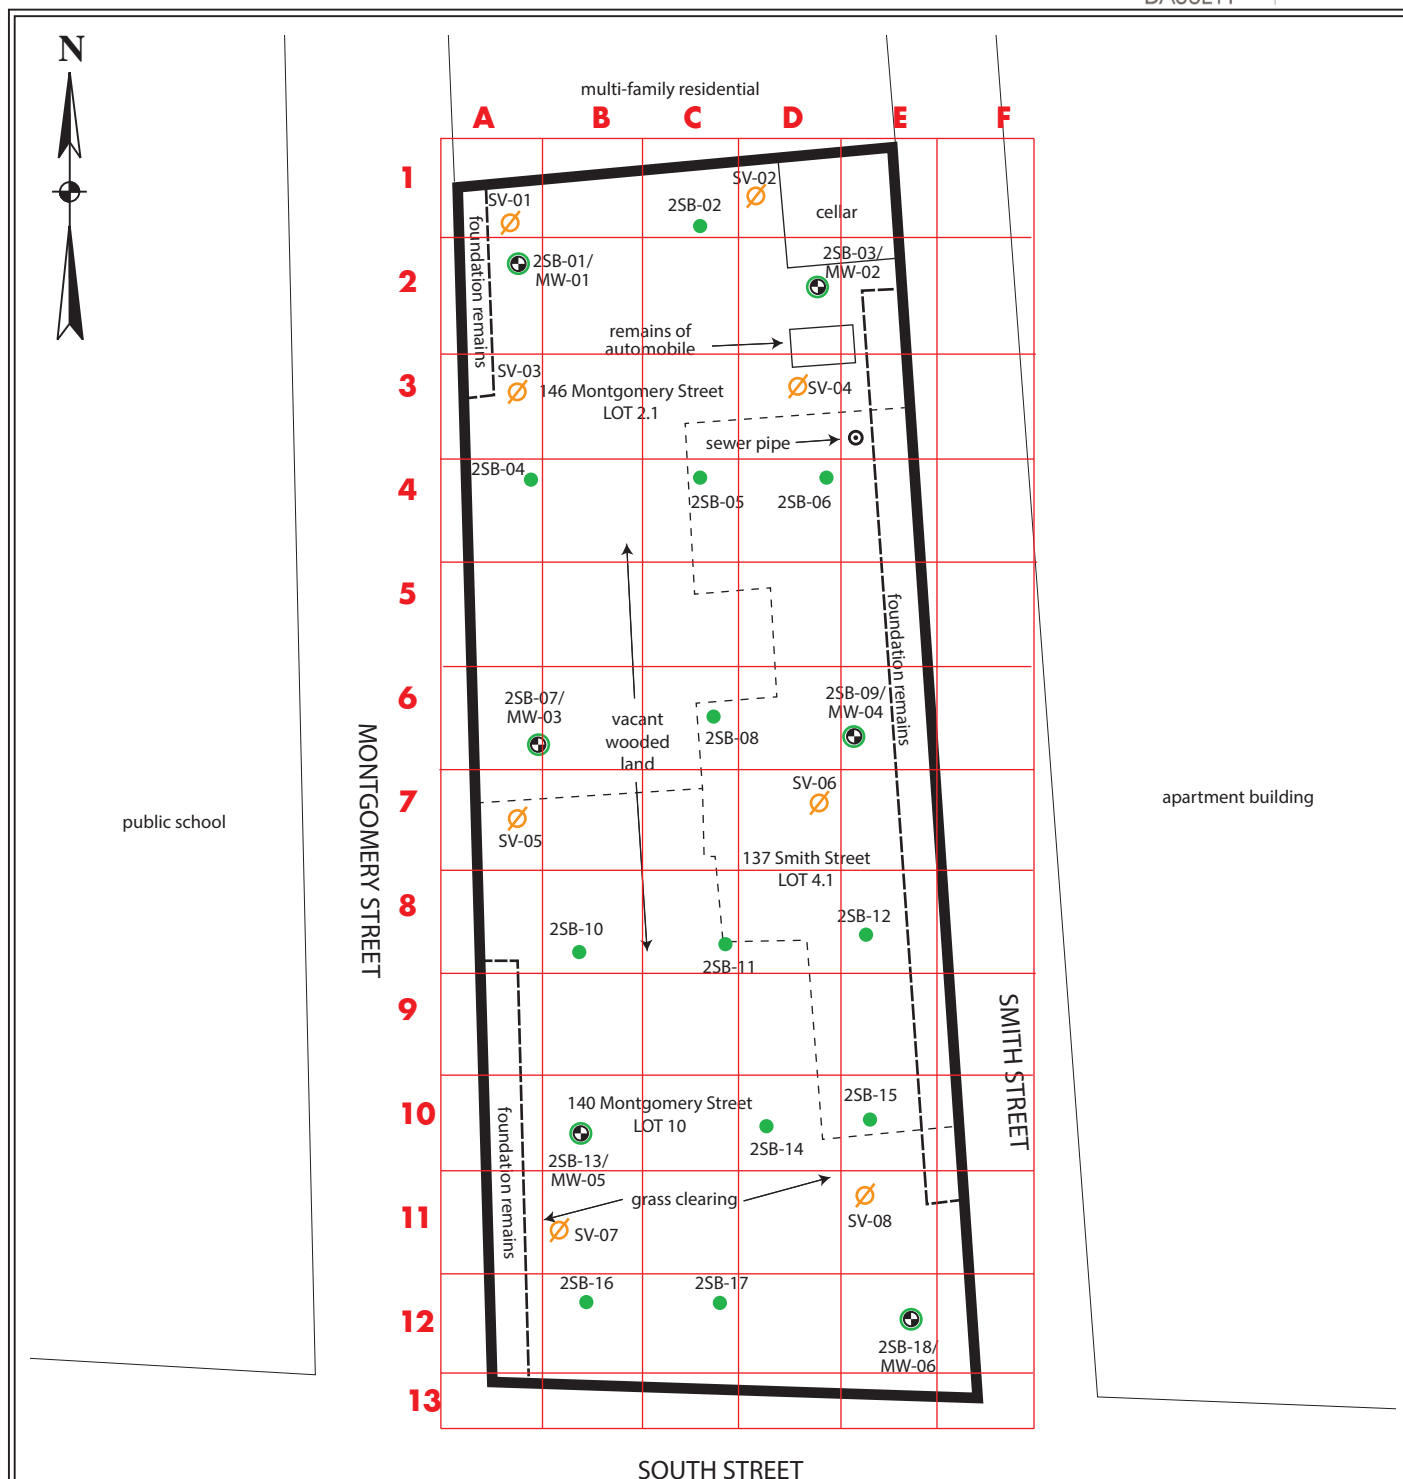 N
multi-family residential
A B C D E F
1
SV-01
2SB-02
SV-02
cellar
foundation remains
2
2SB-01/
MW-01
2SB-03/
MW-02
remains of
automobile
3
SV-03
146 Montgomery Street
LOT 2.1
SV-04
sewer pipe
4
2SB-04
2SB-05
2SB-06
5
foundation remains
6
2SB-07/
MW-03
vacant
wooded
land
2SB-08
2SB-09/
MW-04
MONTGOMERY STREET
7
SV-05
SV-06
public school
apartment building
137 Smith Street
LOT 4.1
8
2SB-10
2SB-11
2SB-12
9
SMITH STREET
10
140 Montgomery Street
LOT 10
2SB-13/
MW-05
2SB-14
2SB-15
foundation remains
11
grass clearing
SV-07
SV-08
12
2SB-16
2SB-17
2SB-18/
MW-06
13
SOUTH STREET